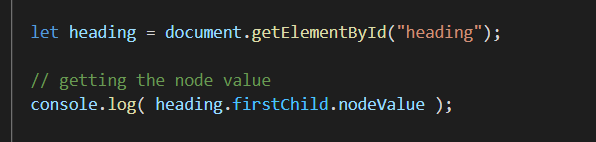 let heading = document.getElementById("heading");
// getting the node value
console.log( heading.firstChild.nodeValue );